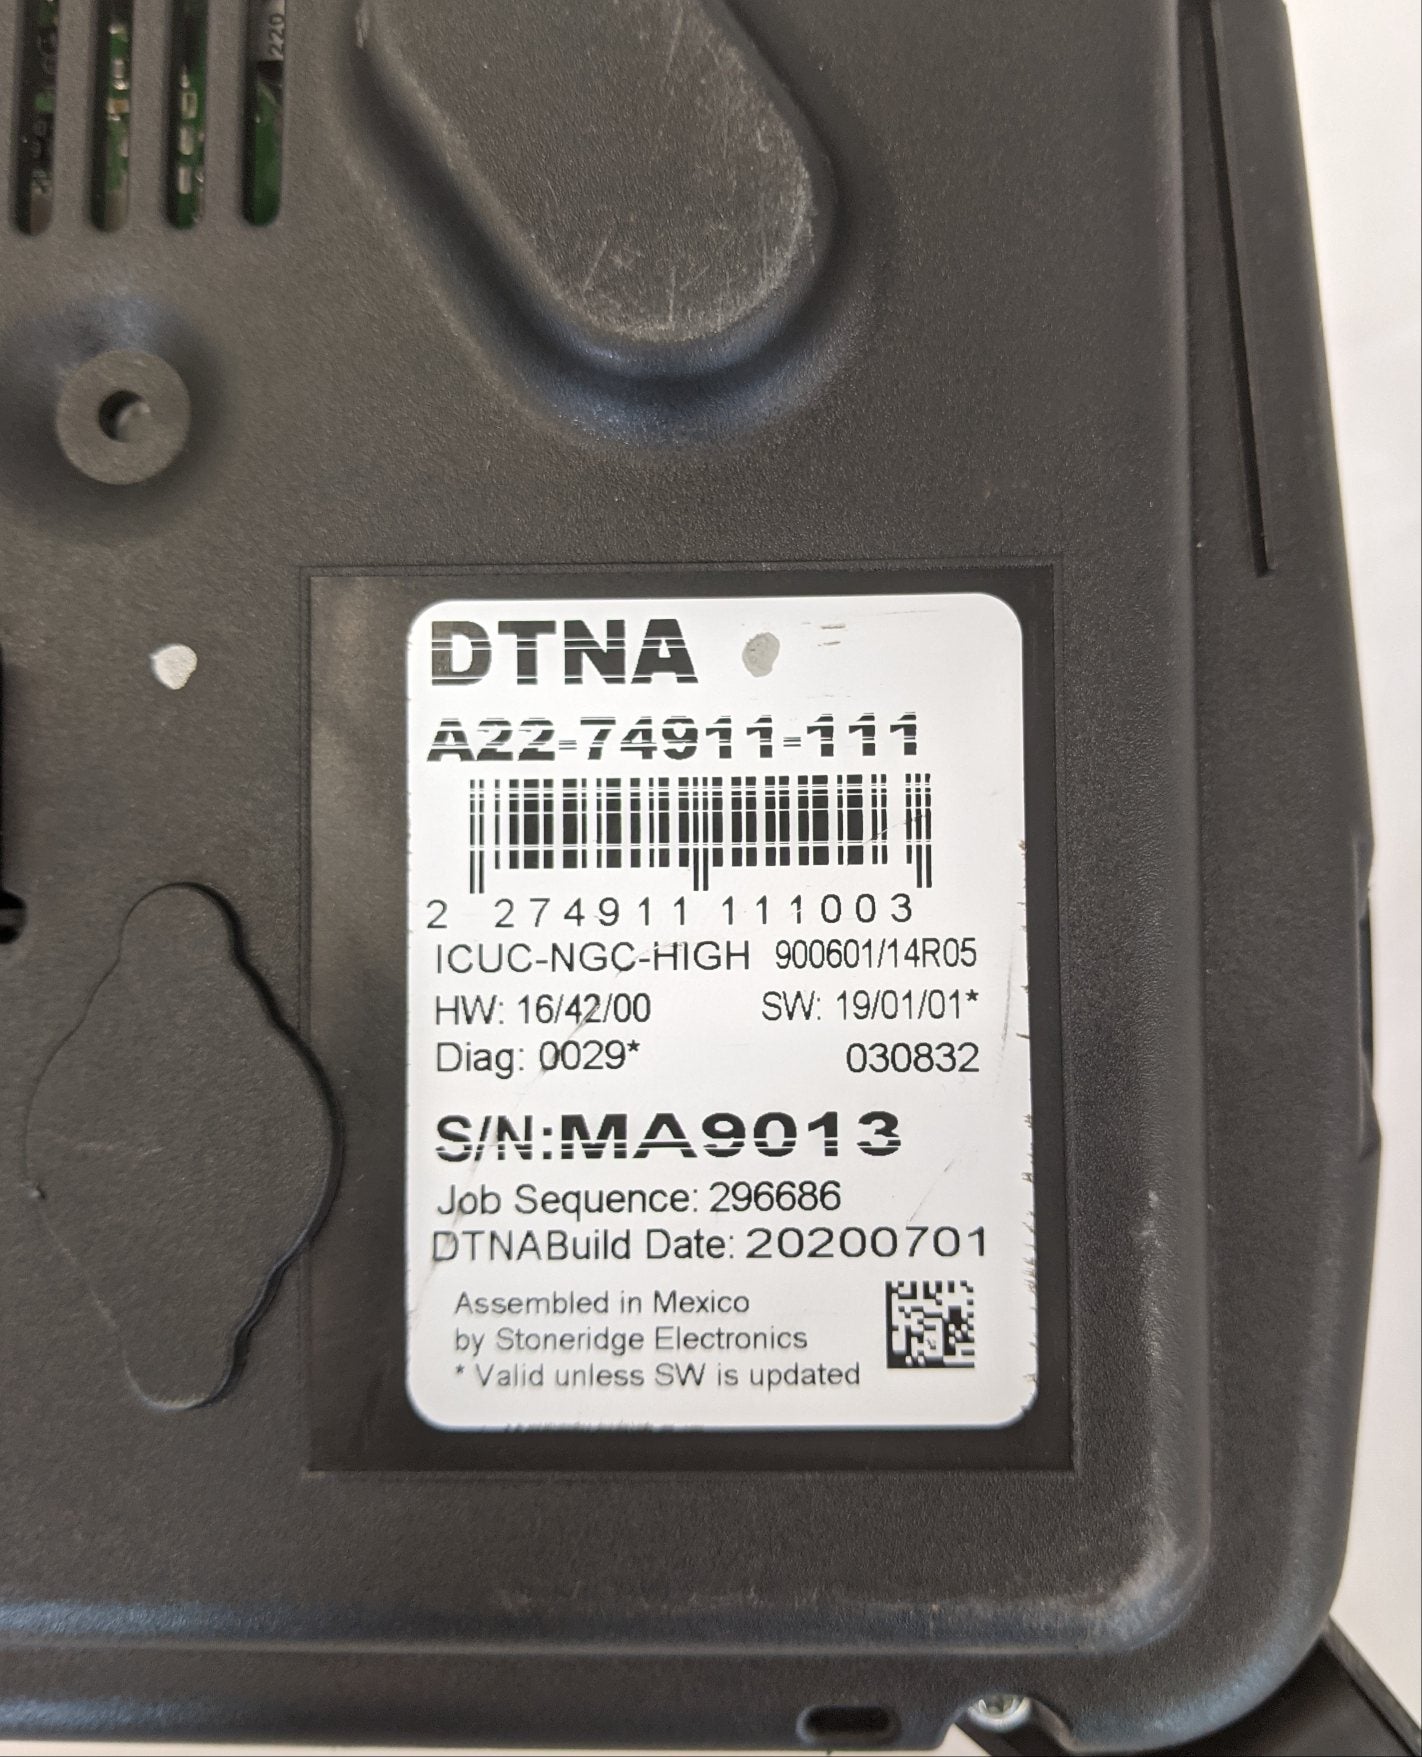 220
DTNA
A22-74911-111
2 274911 111003
ICUC-NGC-HIGH 900601/14R05
HW: 16/42/00 SW: 19/01/01*
Diag: 0029* 030832
S/N:MA9013
Job Sequence: 296686
DTNABuild Date: 20200701
Assembled in Mexico
by Stoneridge Electronics
* Valid unless SW is updated